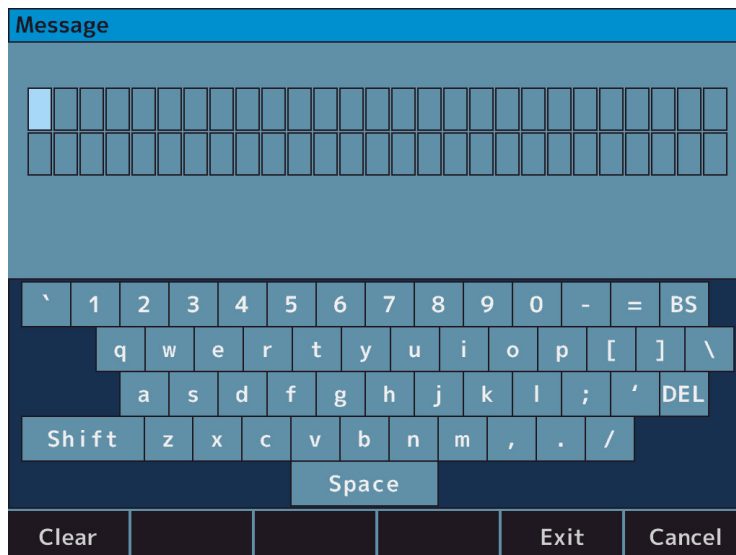 Message
` 1 2 3 4 5 6 7 8 9 0 - = BS
q w e r t y u i o p [ ] \
a s d f g h j k l ; ‘ DEL
Shift z x c v b n m , . /
Space
Clear Exit Cancel